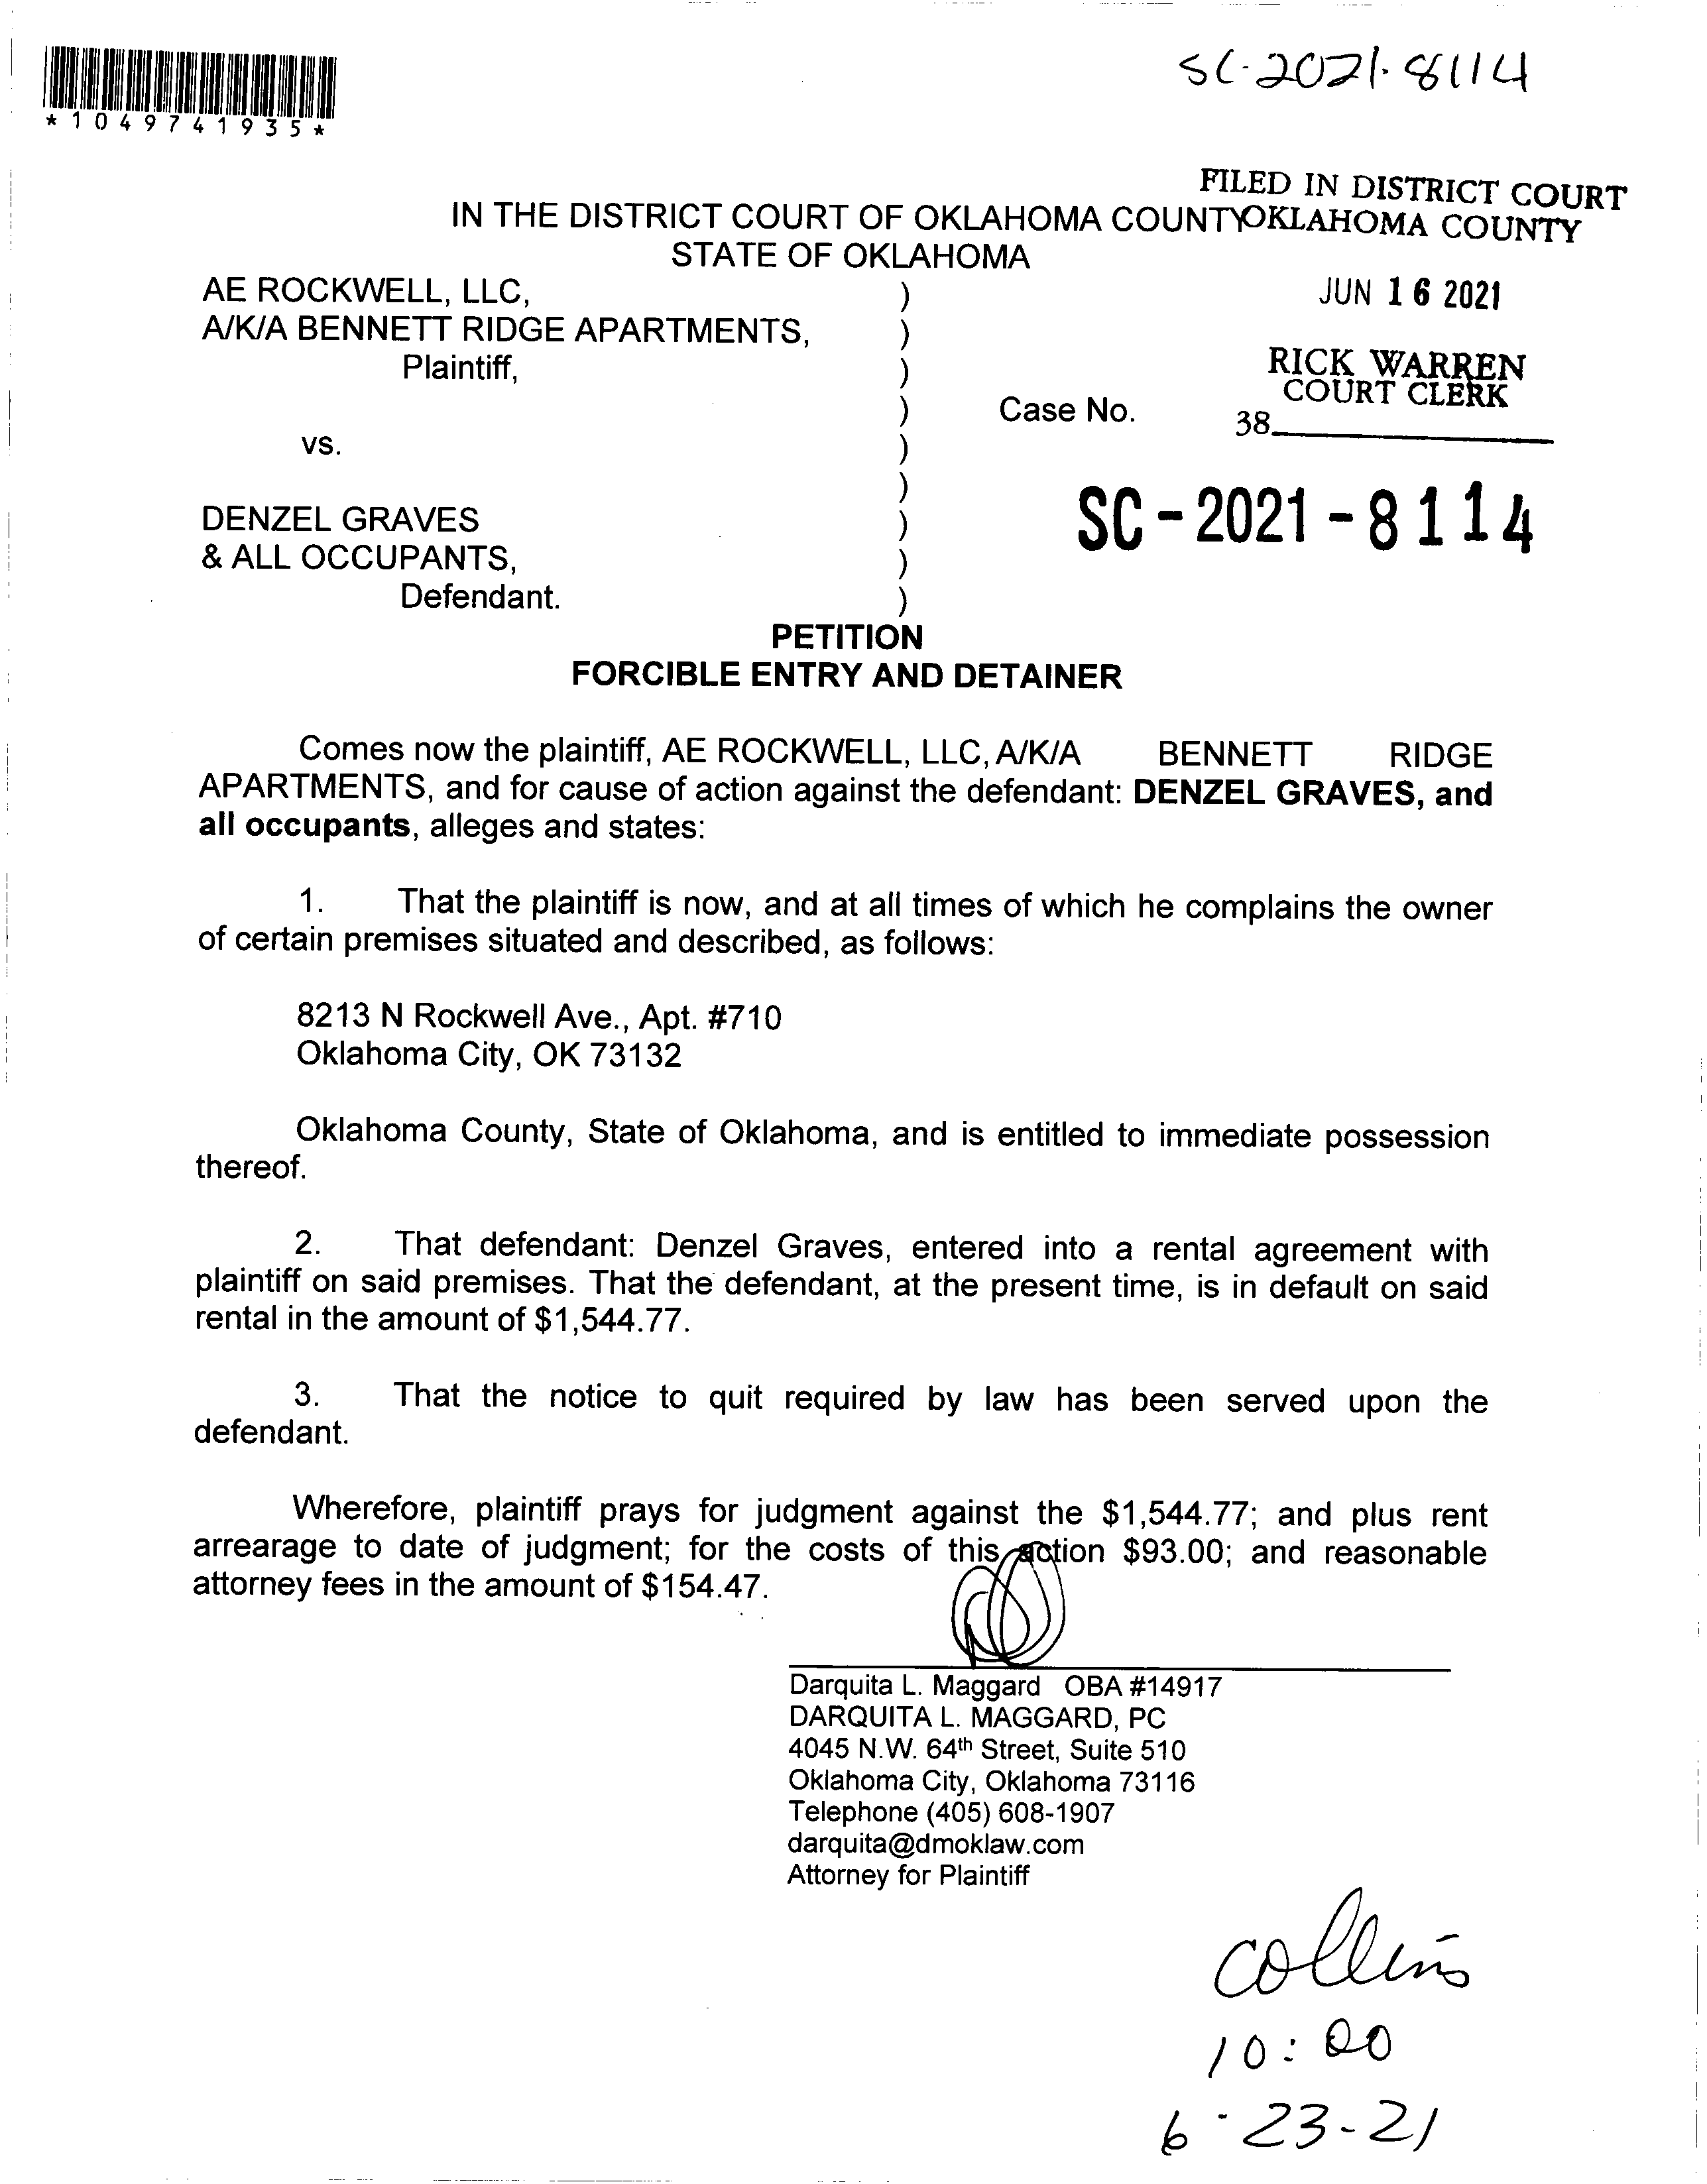 SC-2021-8114
*1049741935*
FILED IN DISTRICT COURT
OKLAHOMA COUNTY
IN THE DISTRICT COURT OF OKLAHOMA COUNTY
STATE OF OKLAHOMA
JUN 16 2021
RICK WARREN
COURT CLERK
38
AE ROCKWELL, LLC,
A/K/A BENNETT RIDGE APARTMENTS,
Plaintiff,
vs.
DENZEL GRAVES
& ALL OCCUPANTS,
Defendant.
)
)
)
)
)
)
)
)
)
Case No.
SC-2021-8114
PETITION
FORCIBLE ENTRY AND DETAINER
Comes now the plaintiff, AE ROCKWELL, LLC, A/K/A BENNETT RIDGE
APARTMENTS, and for cause of action against the defendant: DENZEL GRAVES, and
all occupants, alleges and states:
1. That the plaintiff is now, and at all times of which he complains the owner
of certain premises situated and described, as follows:
8213 N Rockwell Ave., Apt. #710
Oklahoma City, OK 73132
Oklahoma County, State of Oklahoma, and is entitled to immediate possession
thereof.
2. That defendant: Denzel Graves, entered into a rental agreement with
plaintiff on said premises. That the defendant, at the present time, is in default on said
rental in the amount of $1,544.77.
3. That the notice to quit required by law has been served upon the
defendant.
Wherefore, plaintiff prays for judgment against the $1,544.77; and plus rent
arrearage to date of judgment; for the costs of this action $93.00; and reasonable
attorney fees in the amount of $154.47.
Darquita L. Maggard OBA #14917
DARQUITA L. MAGGARD, PC
4045 N.W. 64th Street, Suite 510
Oklahoma City, Oklahoma 73116
Telephone (405) 608-1907
darquita@dmoklaw.com
Attorney for Plaintiff
collins
10:00
6-23-21